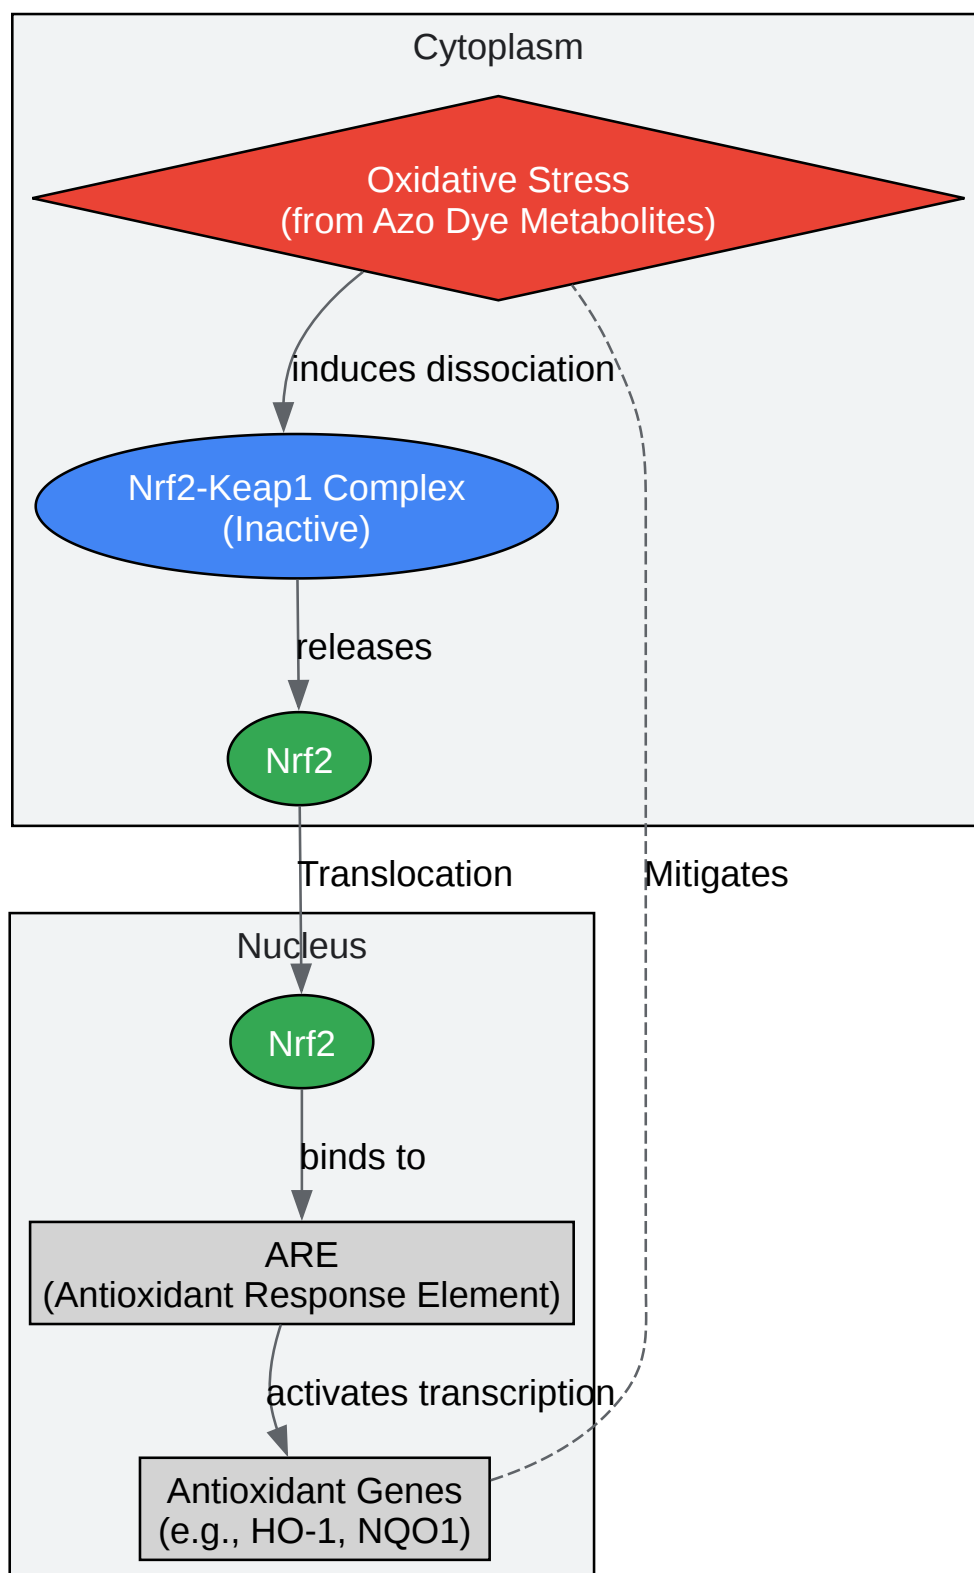 Cytoplasm
Oxidative Stress
(from Azo Dye Metabolites)
induces dissociation
Nrf2-Keap1 Complex
(Inactive)
releases
Nrf2
Translocation
Mitigates
Nucleus
Nrf2
binds to
ARE
(Antioxidant Response Element)
activates transcription
Antioxidant Genes
(e.g., HO-1, NQO1)